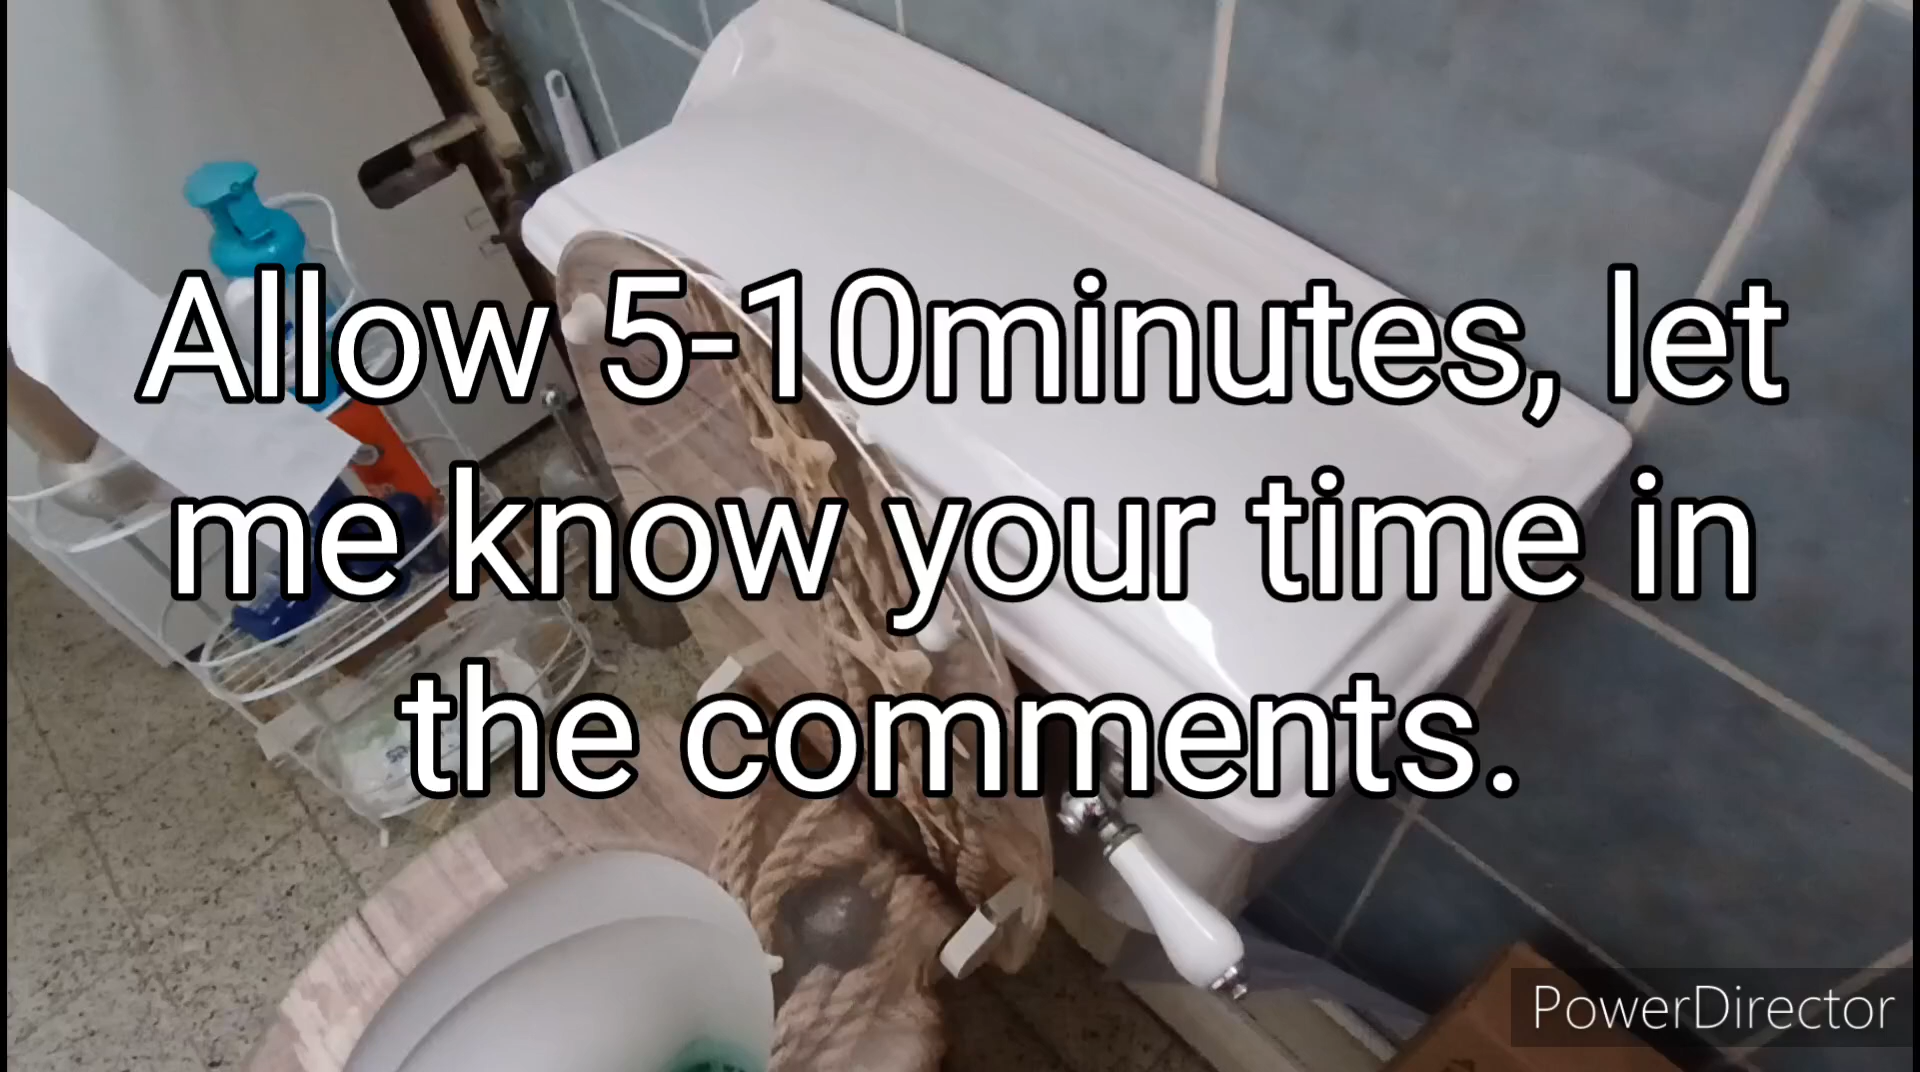 Allow 5-10minutes, let
me know your time in
the comments.
PowerDirector